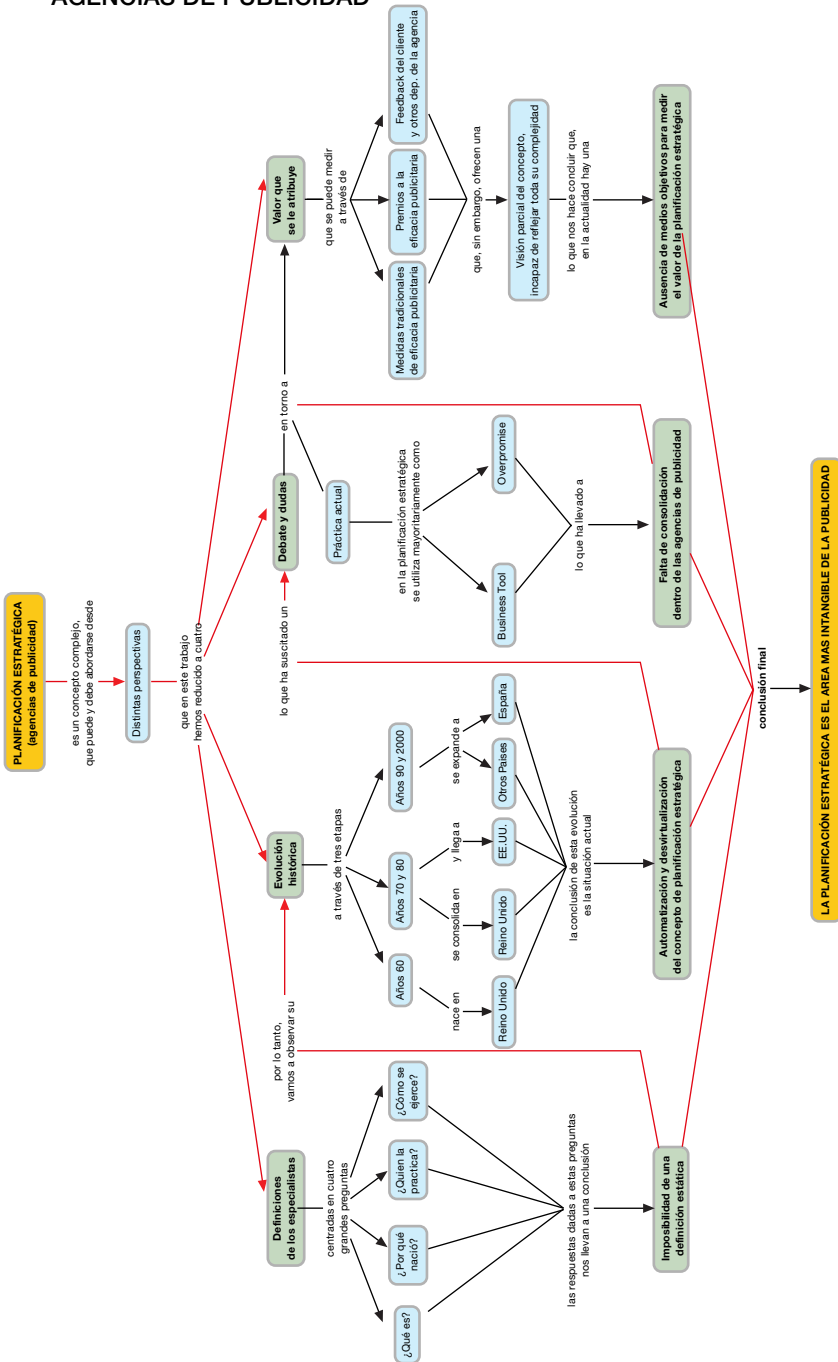 AGENCIAS DE PUBLICIDAD
PLANIFICACIÓN ESTRATÉGICA
(agencias de publicidad)
es un concepto complejo,
que puede y debe abordarse desde
Distintas perspectivas
que en este trabajo
hemos reducido a cuatro
Definiciones
de los especialistas
centradas en cuatro
grandes preguntas
¿Qué es?
¿Por qué
nació?
¿Quien la
practica?
¿Cómo se
ejerce?
las respuestas dadas a estas preguntas
nos llevan a una conclusión
Imposibilidad de una
definición estática
por lo tanto,
vamos a observar su
Evolución
histórica
a través de tres etapas
Años 60
Años 70 y 80
Años 90 y 2000
nace en
se consolida en
y llega a
se expande a
Reino Unido
Reino Unido
EE.UU.
Otros Paises
España
la conclusión de esta evolución
es la situación actual
Automatización y desvirtualización
del concepto de planificación estratégica
lo que ha suscitado un
Debate y dudas
en torno a
Práctica actual
en la planificación estratégica
se utiliza mayoritariamente como
Business Tool
Overpromise
lo que ha llevado a
Falta de consolidación
dentro de las agencias de publicidad
Valor que
se le atribuye
que se puede medir
a través de
Medidas tradicionales
de eficacia publicitaria
Premios a la
eficacia publicitaria
Feedback del cliente
y otros dep. de la agencia
que, sin embargo, ofrecen una
Visión parcial del concepto,
incapaz de reflejar toda su complejidad
lo que nos hace concluir que,
en la actualidad hay una
Ausencia de medios objetivos para medir
el valor de la planificación estratégica
conclusión final
LA PLANIFICACIÓN ESTRATÉGICA ES EL AREA MAS INTANGIBLE DE LA PUBLICIDAD